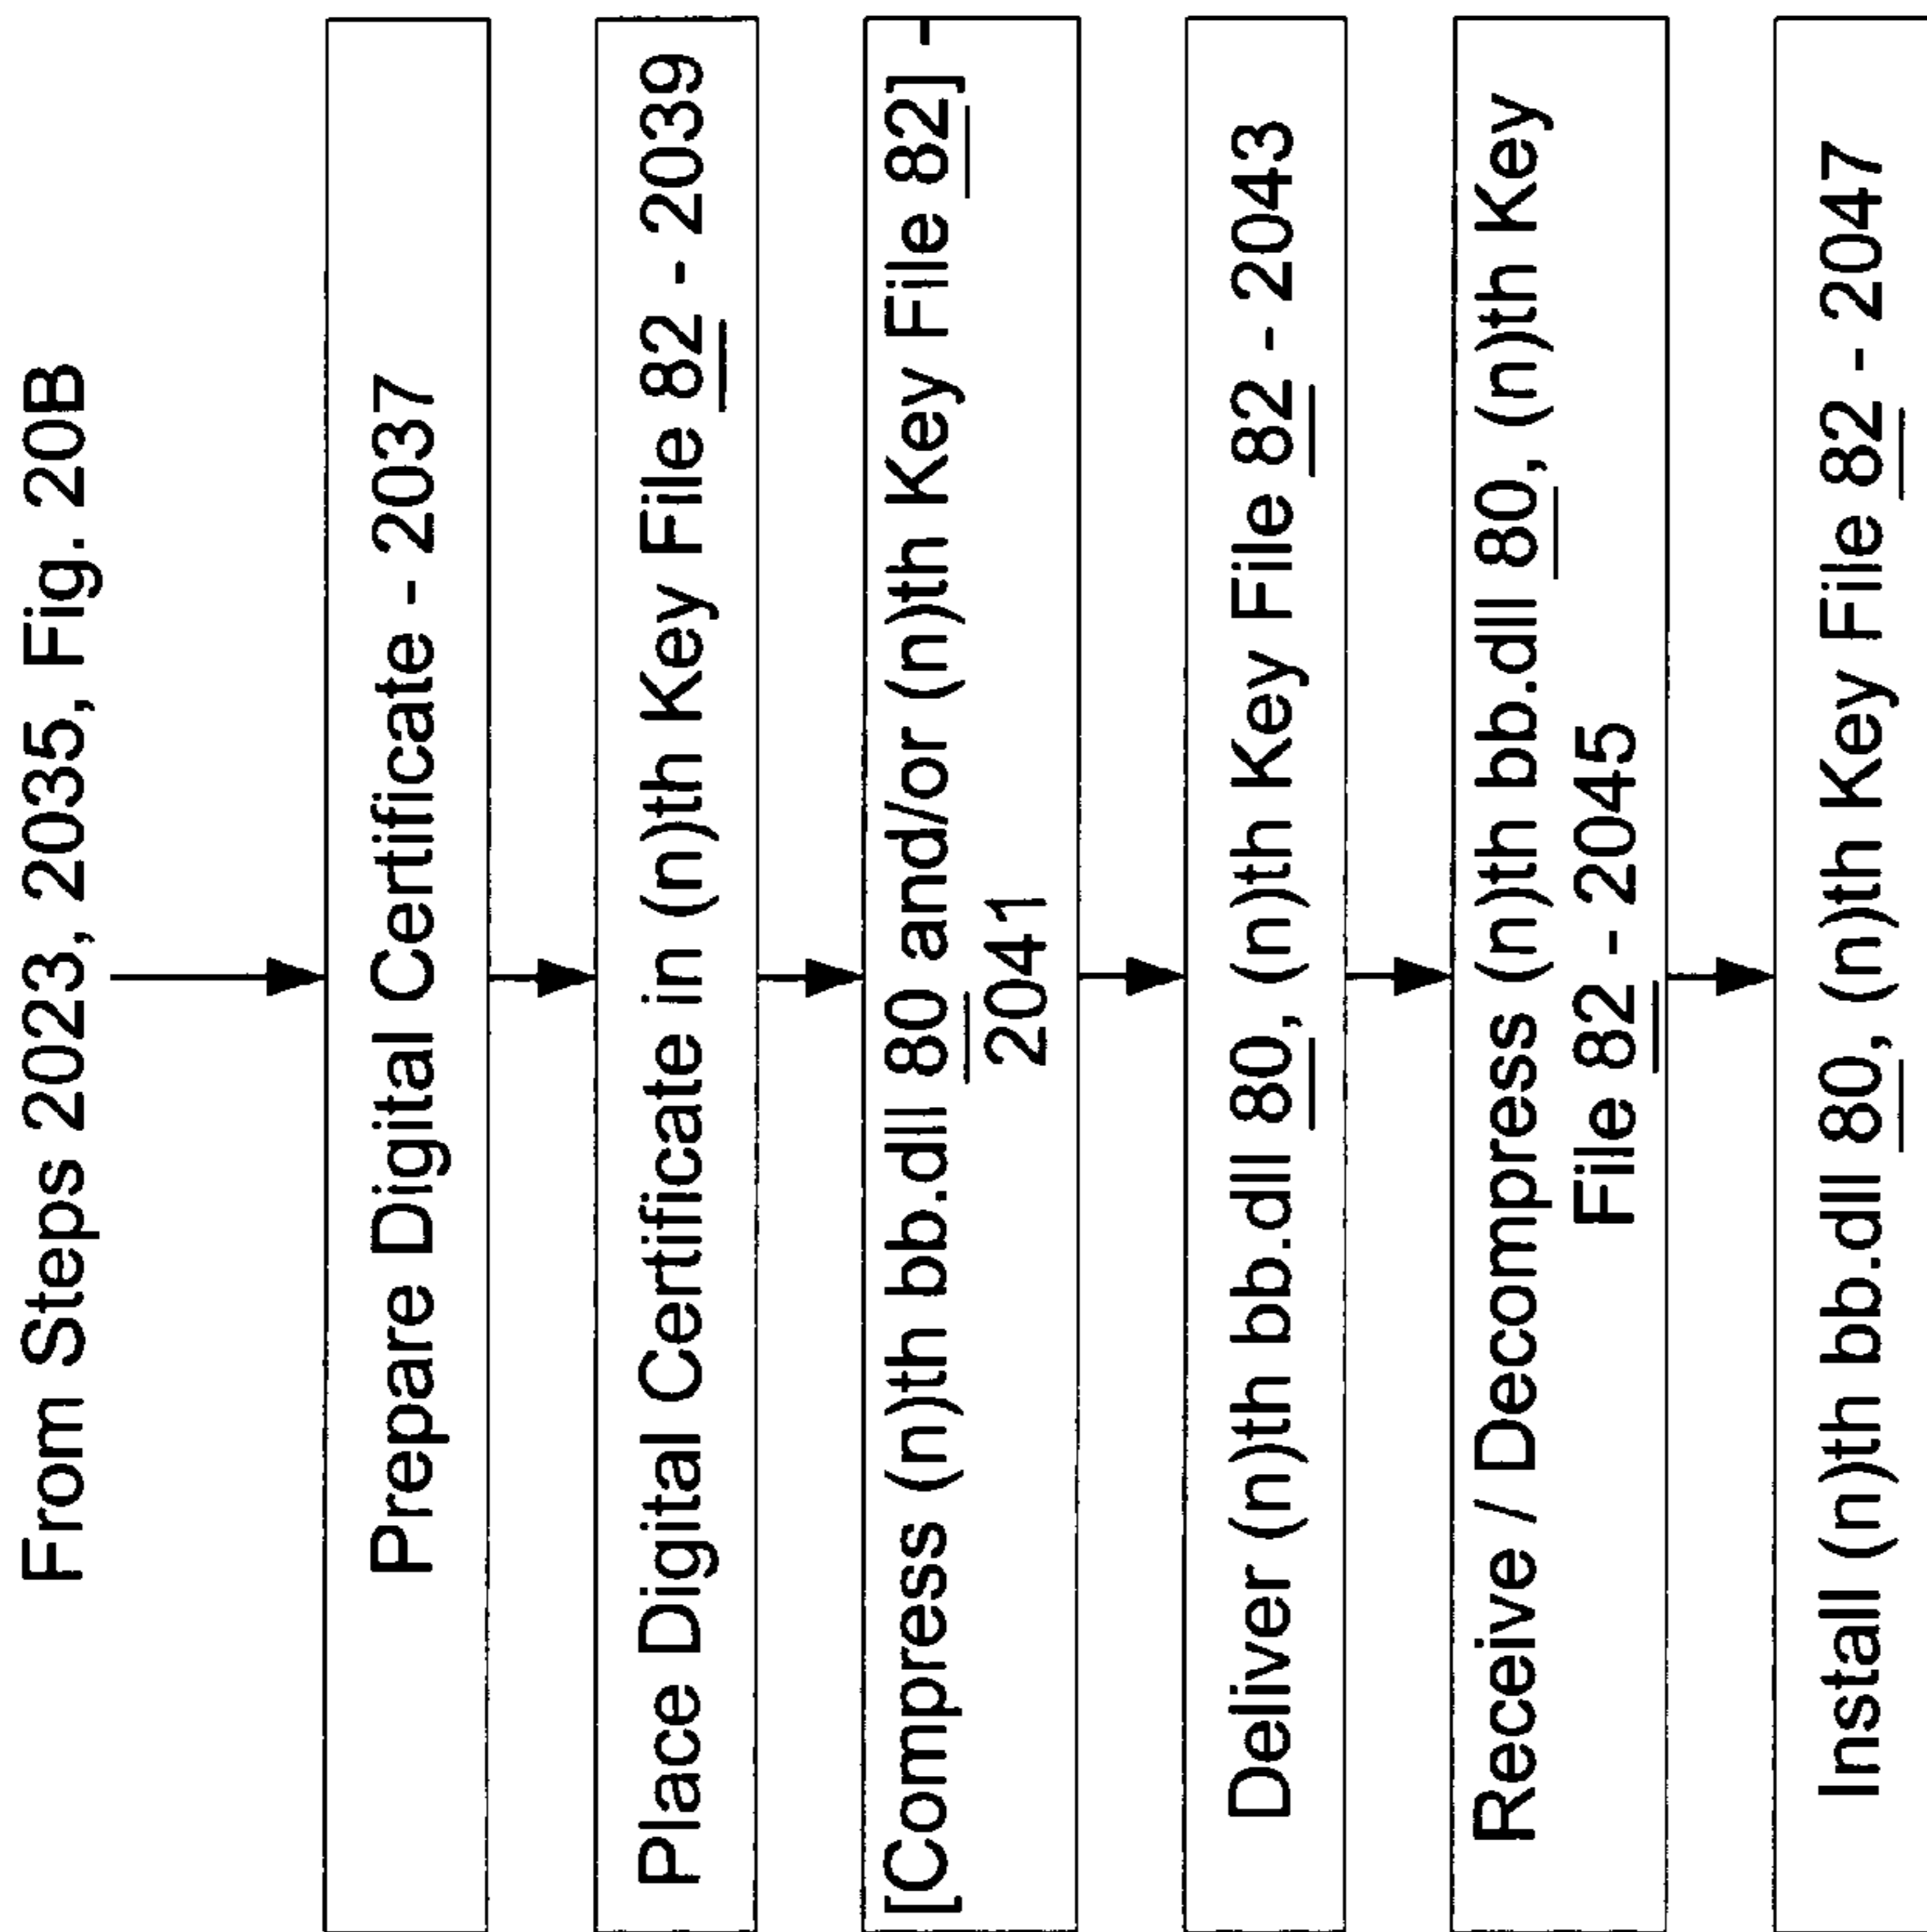 From Steps 2023, 2035, Fig. 20B
Prepare Digital Certificate - 2037
Place Digital Certificate in (n)th Key File 82 - 2039
[Compress (n)th bb.dll 80 and/or (n)th Key File 82] -
2041
Deliver (n)th bb.dll 80, (n)th Key File 82 - 2043
Receive / Decompress (n)th bb.dll 80, (n)th Key
File 82 - 2045
Install (n)th bb.dll 80, (n)th Key File 82 - 2047